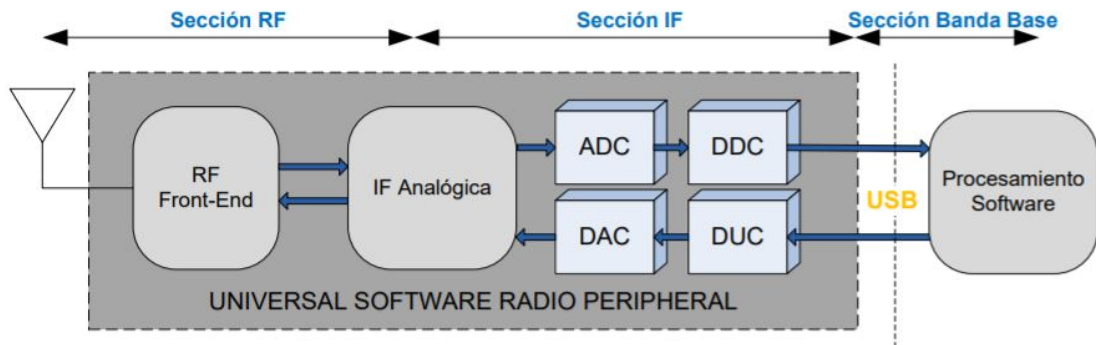 Sección RF
Sección IF
Sección Banda Base
RF
Front-End
IF Analógica
ADC
DDC
DAC
DUC
USB
Procesamiento
Software
UNIVERSAL SOFTWARE RADIO PERIPHERAL